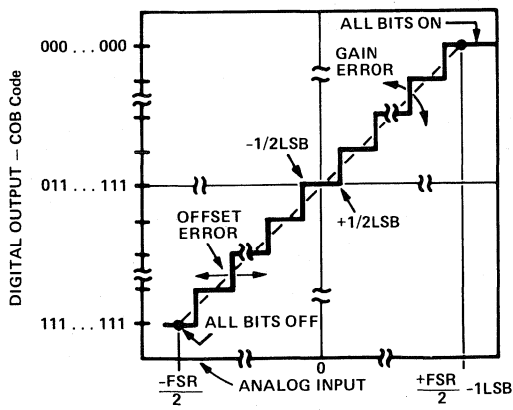 ALL BITS ON
000 . . . 000
GAIN
ERROR
-1/2LSB
011 . . . 111
+1/2LSB
OFFSET
ERROR
111 . . . 111
ALL BITS OFF
DIGITAL OUTPUT – COB Code
-FSR
2
ANALOG INPUT
0
+FSR
2
-1LSB